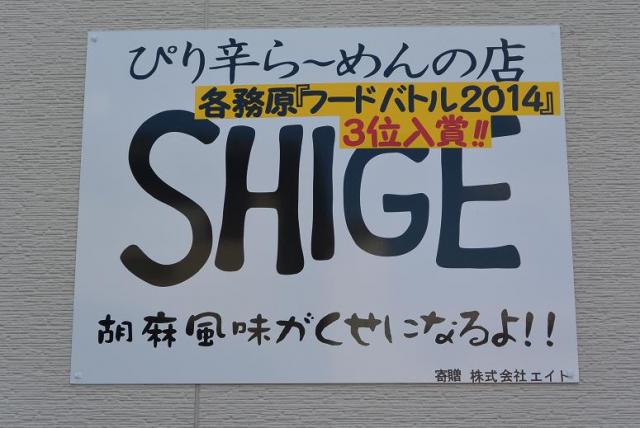 ぴり辛ら〜めんの店
各務原『フードバトル2014』
3位入賞!!
SHIGE
胡麻風味がくせになるよ!!
寄贈 株式会社エイト